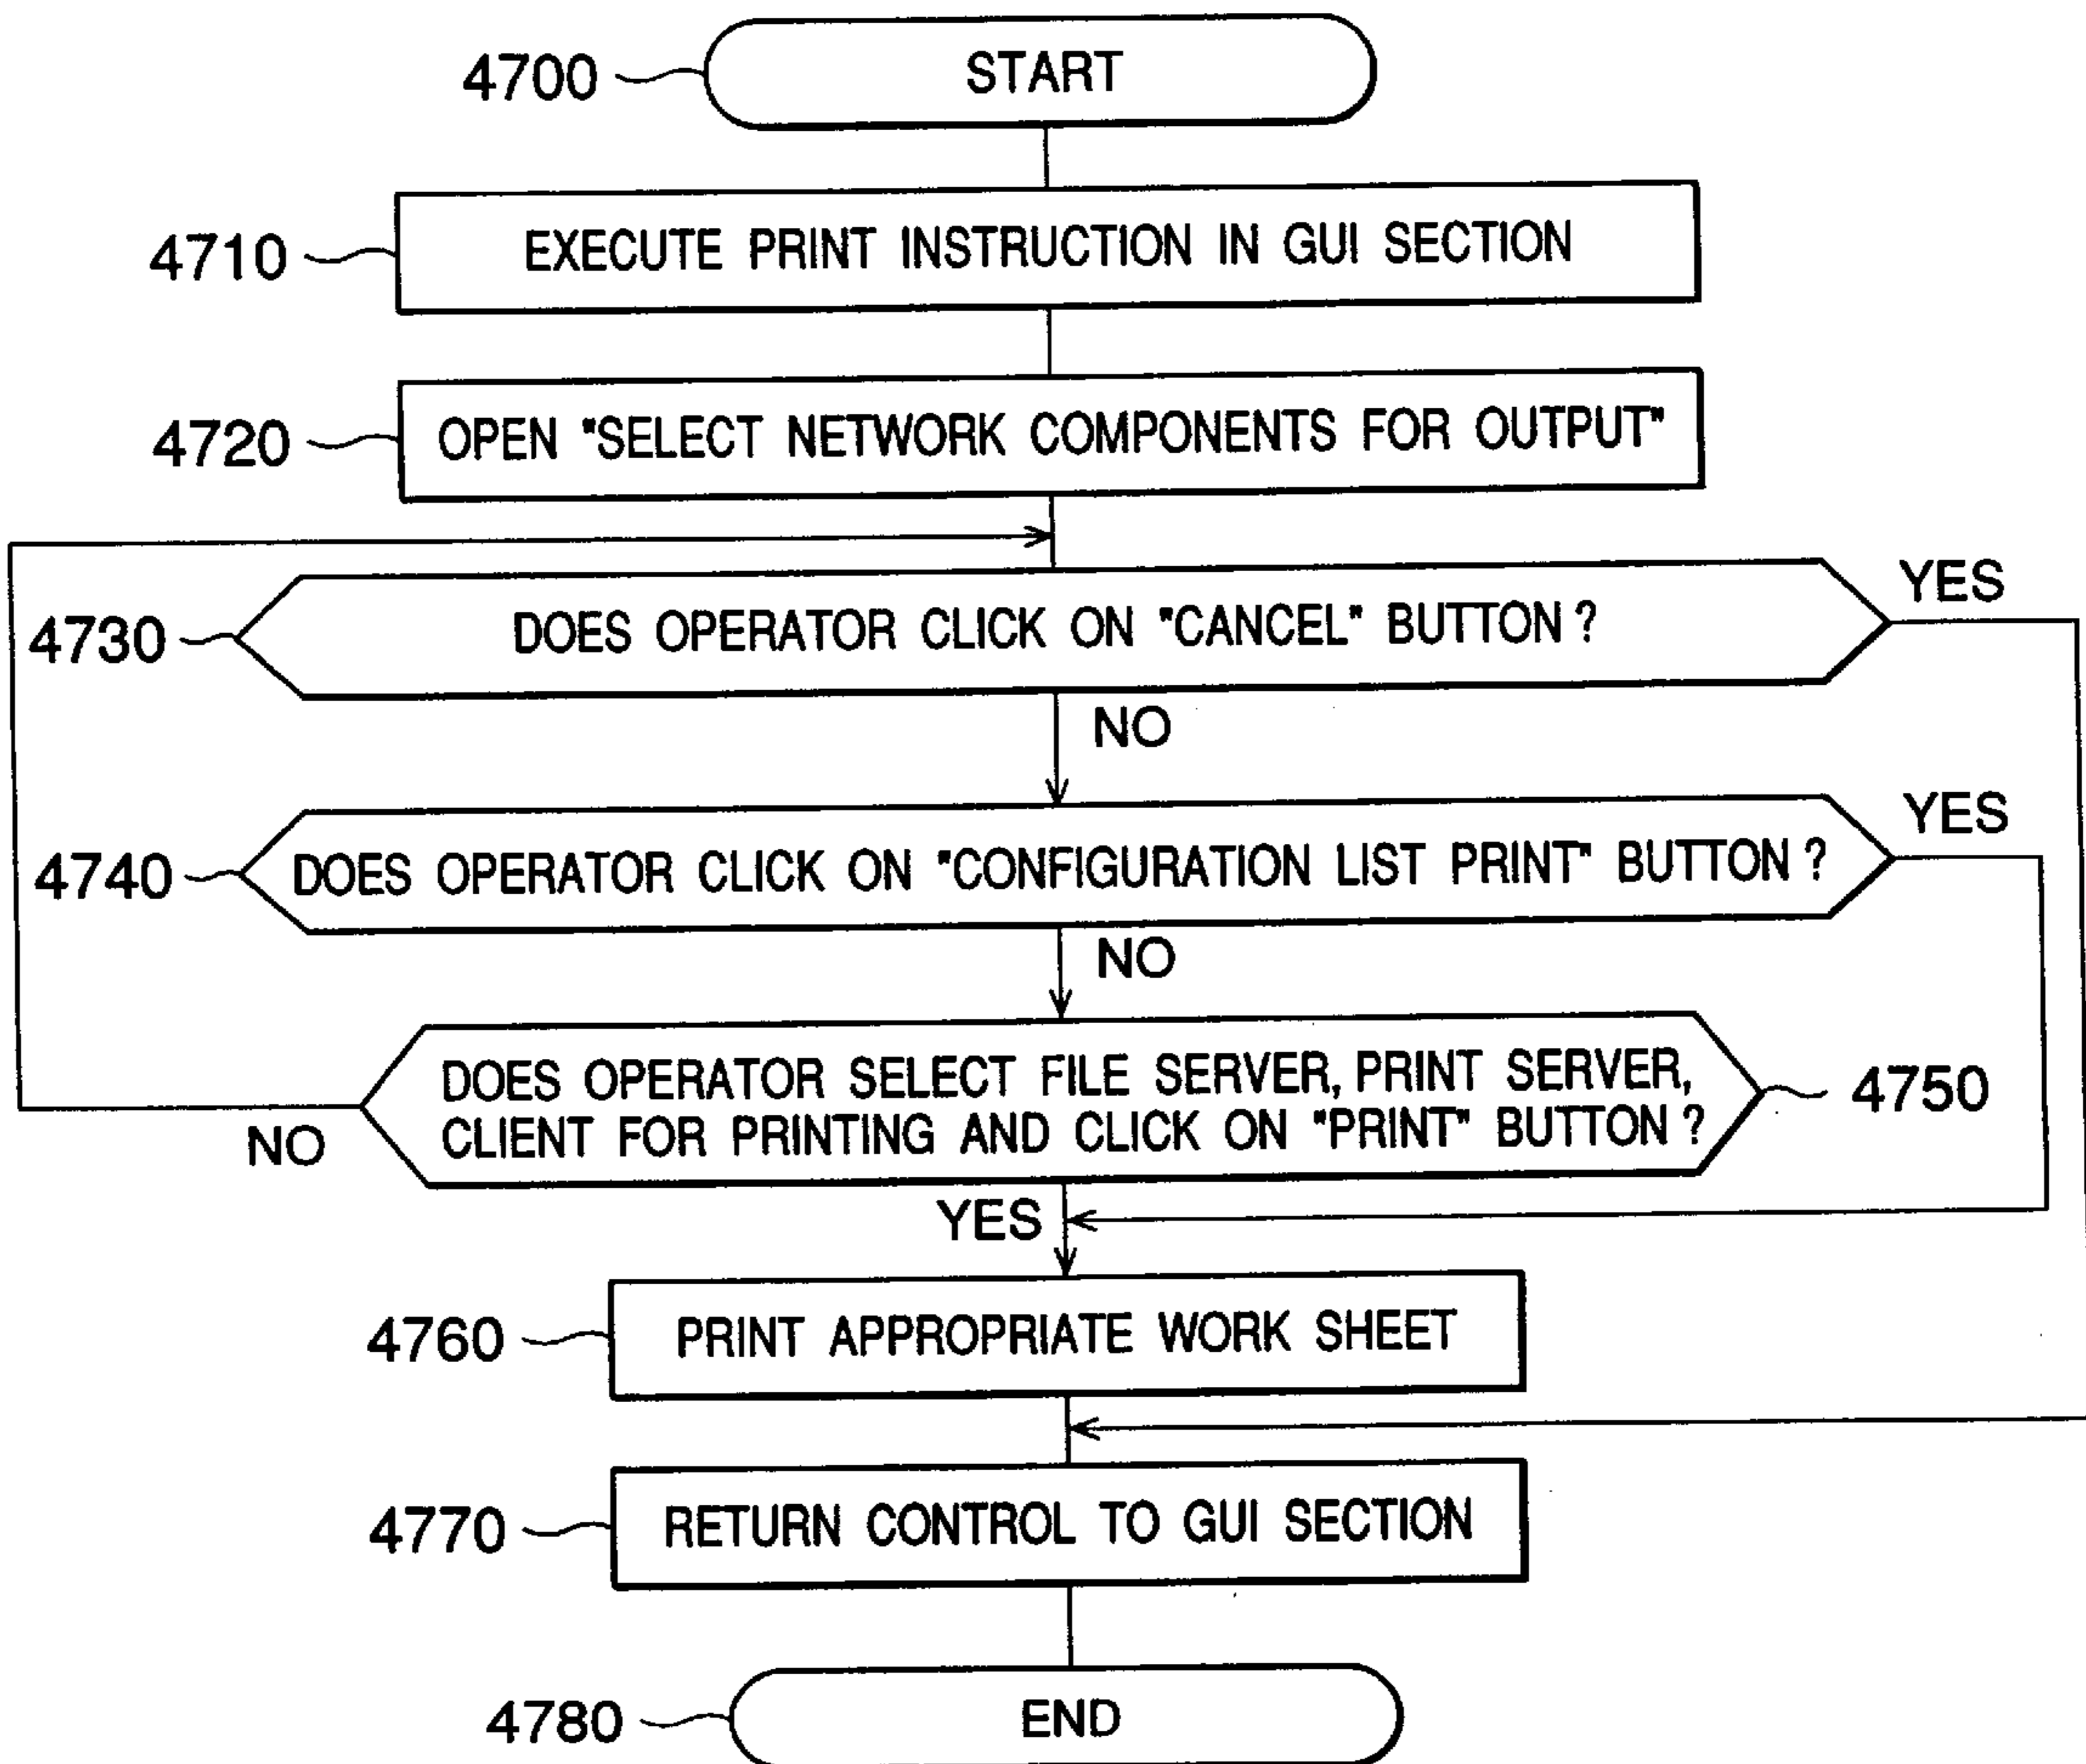 4700 START
4710 EXECUTE PRINT INSTRUCTION IN GUI SECTION
4720 OPEN "SELECT NETWORK COMPONENTS FOR OUTPUT"
YES
4730 DOES OPERATOR CLICK ON "CANCEL" BUTTON ?
NO
YES
4740 DOES OPERATOR CLICK ON "CONFIGURATION LIST PRINT" BUTTON ?
NO
DOES OPERATOR SELECT FILE SERVER, PRINT SERVER,
CLIENT FOR PRINTING AND CLICK ON "PRINT" BUTTON ?
4750
NO
YES
4760 PRINT APPROPRIATE WORK SHEET
4770 RETURN CONTROL TO GUI SECTION
4780 END